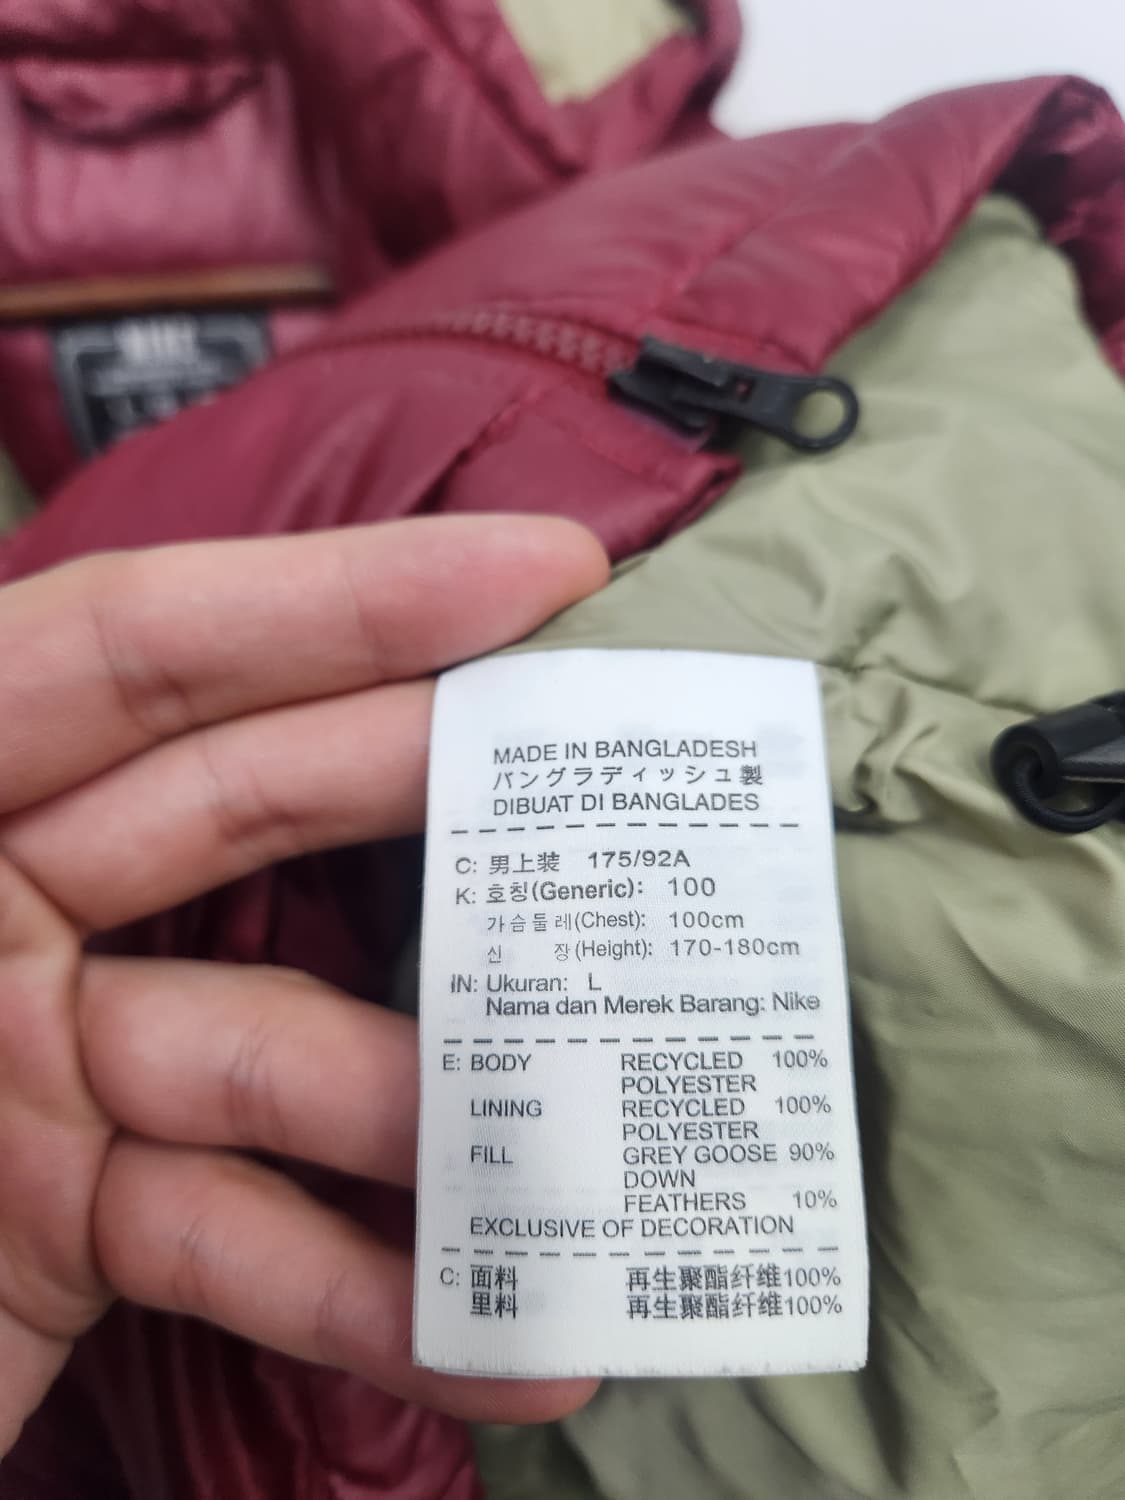 NIKE
MADE IN BANGLADESH
バングラディッシュ製
DIBUAT DI BANGLADES
C: 男上装 175/92A
K: 호칭(Generic): 100
가슴둘레(Chest): 100cm
신 장(Height): 170-180cm
IN: Ukuran: L
Nama dan Merek Barang: Nike
E: BODY RECYCLED 100%
POLYESTER
LINING RECYCLED 100%
POLYESTER
FILL GREY GOOSE 90%
DOWN
FEATHERS 10%
EXCLUSIVE OF DECORATION
C: 面料 再生聚酯纤维100%
里料 再生聚酯纤维100%